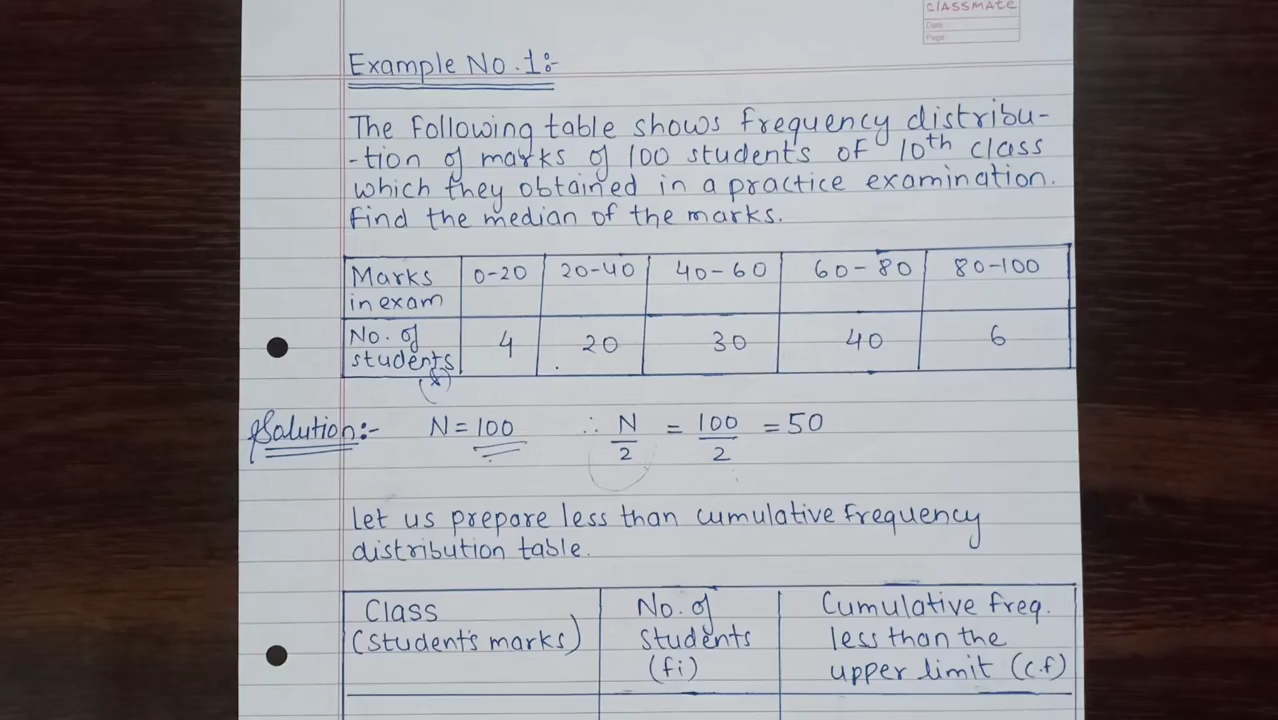 CLASSMATE
Date
Page
Example No.1:-
The following table shows frequency distribu-
-tion of marks of 100 students of 10th class
which they obtained in a practice examination.
Find the median of the marks.
Marks in exam 0-20 20-40 40-60 60-80 80-100
No. of students 4 20 30 40 6
Solution:- N=100 ∴ N/2 = 100/2 = 50
Let us prepare less than cumulative frequency
distribution table.
Class No. of Cumulative freq.
(student's marks) students less than the
(fi) upper limit (c.f)